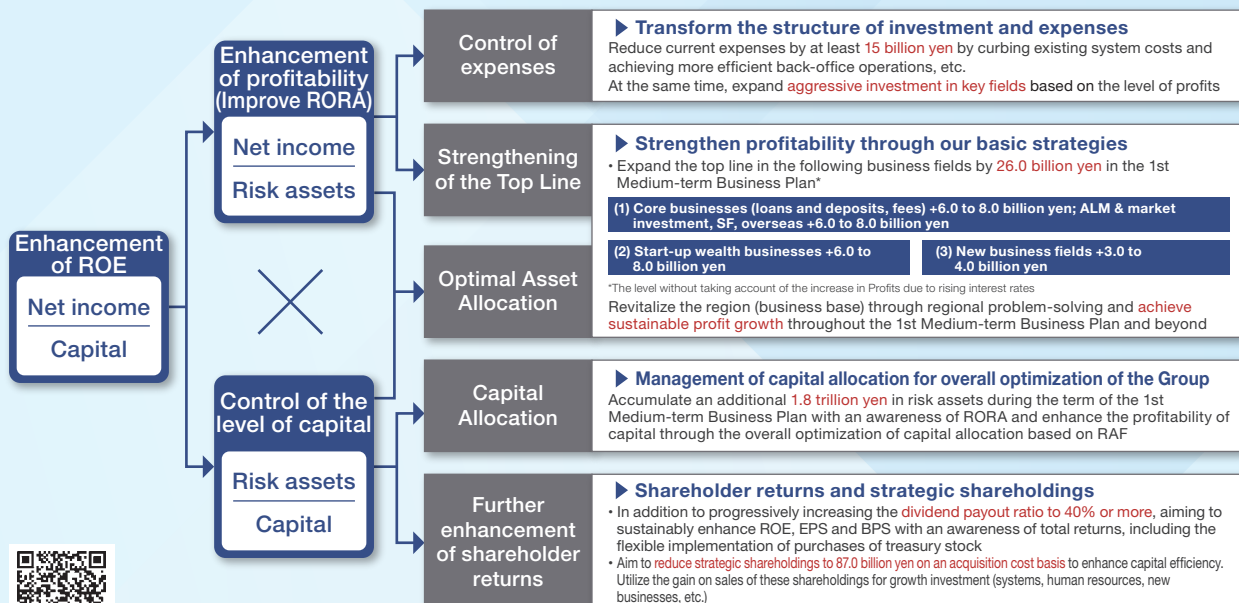 Enhancement
of ROE
Net income
Capital
Enhancement
of profitability
(Improve RORA)
Net income
Risk assets
Control of the
level of capital
Risk assets
Capital
Control of
expenses
▶ Transform the structure of investment and expenses
Reduce current expenses by at least 15 billion yen by curbing existing system costs and
achieving more efficient back-office operations, etc.
At the same time, expand aggressive investment in key fields based on the level of profits
Strengthening
of the Top Line
Optimal Asset
Allocation
▶ Strengthen profitability through our basic strategies
• Expand the top line in the following business fields by 26.0 billion yen in the 1st
Medium-term Business Plan*
(1) Core businesses (loans and deposits, fees) +6.0 to 8.0 billion yen; ALM & market
investment, SF, overseas +6.0 to 8.0 billion yen
(2) Start-up wealth businesses +6.0 to
8.0 billion yen
(3) New business fields +3.0 to
4.0 billion yen
*The level without taking account of the increase in Profits due to rising interest rates
Revitalize the region (business base) through regional problem-solving and achieve
sustainable profit growth throughout the 1st Medium-term Business Plan and beyond
Capital
Allocation
▶ Management of capital allocation for overall optimization of the Group
Accumulate an additional 1.8 trillion yen in risk assets during the term of the 1st
Medium-term Business Plan with an awareness of RORA and enhance the profitability of
capital through the overall optimization of capital allocation based on RAF
Further
enhancement
of shareholder
returns
▶ Shareholder returns and strategic shareholdings
• In addition to progressively increasing the dividend payout ratio to 40% or more, aiming to
sustainably enhance ROE, EPS and BPS with an awareness of total returns, including the
flexible implementation of purchases of treasury stock
• Aim to reduce strategic shareholdings to 87.0 billion yen on an acquisition cost basis to enhance capital efficiency.
Utilize the gain on sales of these shareholdings for growth investment (systems, human resources, new
businesses, etc.)